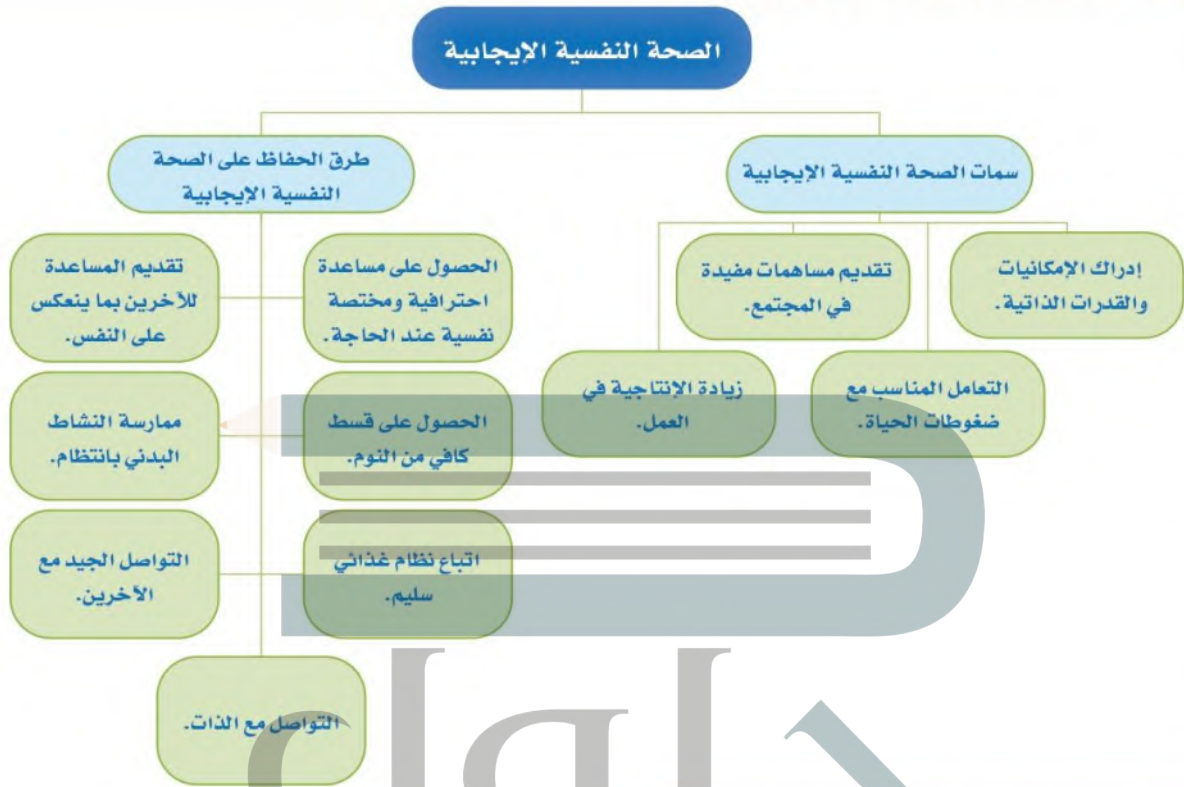 الصحة النفسية الإيجابية
سمات الصحة النفسية الإيجابية
إدراك الإمكانيات
والقدرات الذاتية.
تقديم مساهمات مفيدة
في المجتمع.
التعامل المناسب مع
ضغوطات الحياة.
زيادة الإنتاجية في
العمل.
طرق الحفاظ على الصحة
النفسية الإيجابية
الحصول على مساعدة
احترافية ومختصة
نفسية عند الحاجة.
تقديم المساعدة
للآخرين بما ينعكس
على النفس.
الحصول على قسط
كافي من النوم.
ممارسة النشاط
البدني بانتظام.
اتباع نظام غذائي
سليم.
التواصل الجيد مع
الآخرين.
التواصل مع الذات.